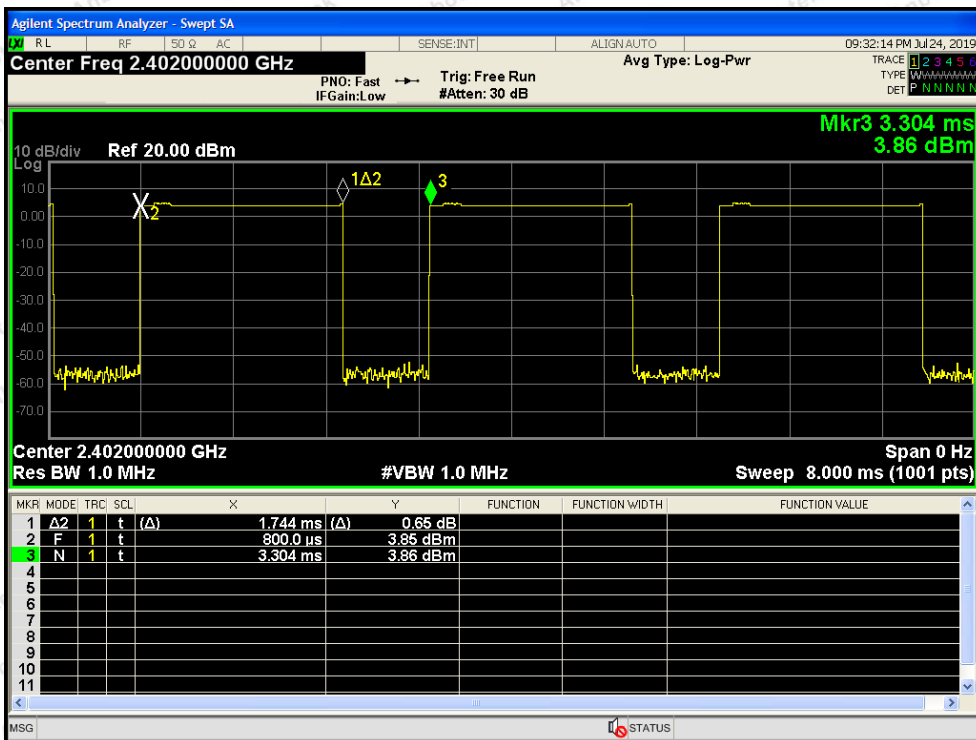 Agilent Spectrum Analyzer - Swept SA
LXI RL RF 50 Ω AC SENSE:INT ALIGN AUTO 09:32:14 PM Jul 24, 2019
Center Freq 2.402000000 GHz
PNO: Fast
IFGain:Low
Trig: Free Run
#Atten: 30 dB
Avg Type: Log-Pwr
TRACE 1 2 3 4 5 6
TYPE WWWWWW
DET P N N N N N
Mkr3 3.304 ms
3.86 dBm
10 dB/div Ref 20.00 dBm
Log
10.0
0.00
-10.0
-20.0
-30.0
-40.0
-50.0
-60.0
-70.0
2
1Δ2
3
Center 2.402000000 GHz Span 0 Hz
Res BW 1.0 MHz #VBW 1.0 MHz Sweep 8.000 ms (1001 pts)
MKR MODE TRC SCL X Y FUNCTION FUNCTION WIDTH FUNCTION VALUE
1 Δ2 1 t (Δ) 1.744 ms (Δ) 0.65 dB
2 F 1 t 800.0 µs 3.85 dBm
3 N 1 t 3.304 ms 3.86 dBm
4
5
6
7
8
9
10
11
MSG STATUS